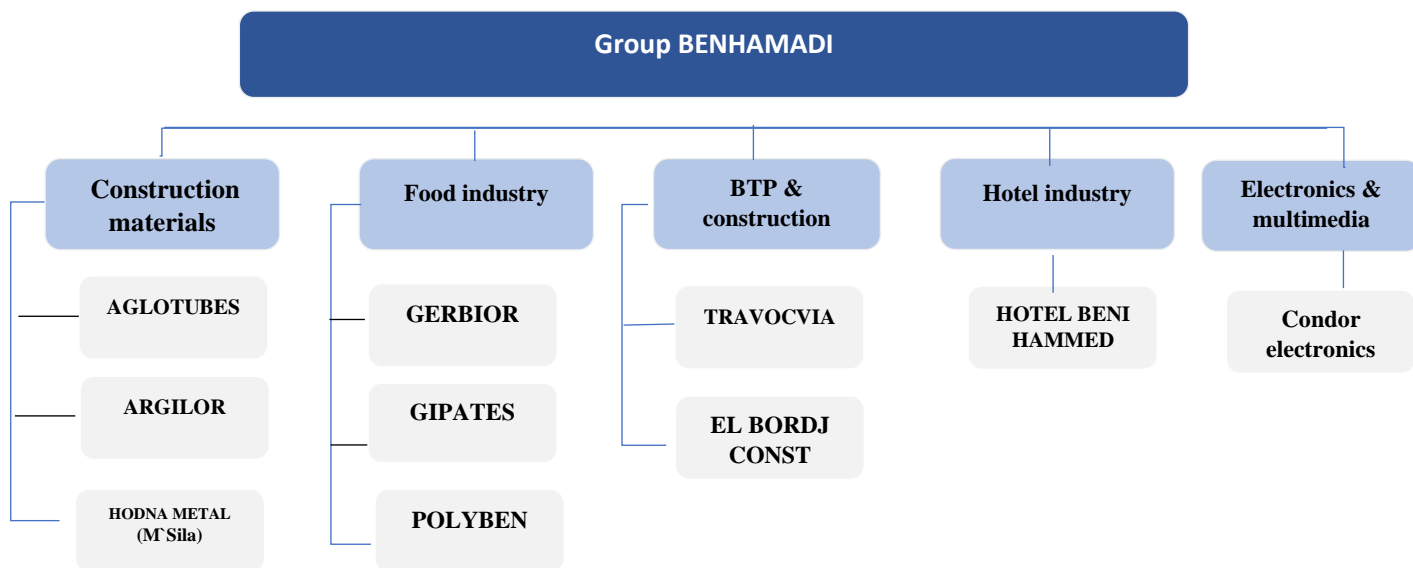 Group BENHAMADI
Construction
materials
Food industry
BTP &
construction
Hotel industry
Electronics &
multimedia
AGLOTUBES
GERBIOR
TRAVOCVIA
HOTEL BENI
HAMMED
Condor
electronics
ARGILOR
GIPATES
EL BORDJ
CONST
HODNA METAL
(M`Sila)
POLYBEN